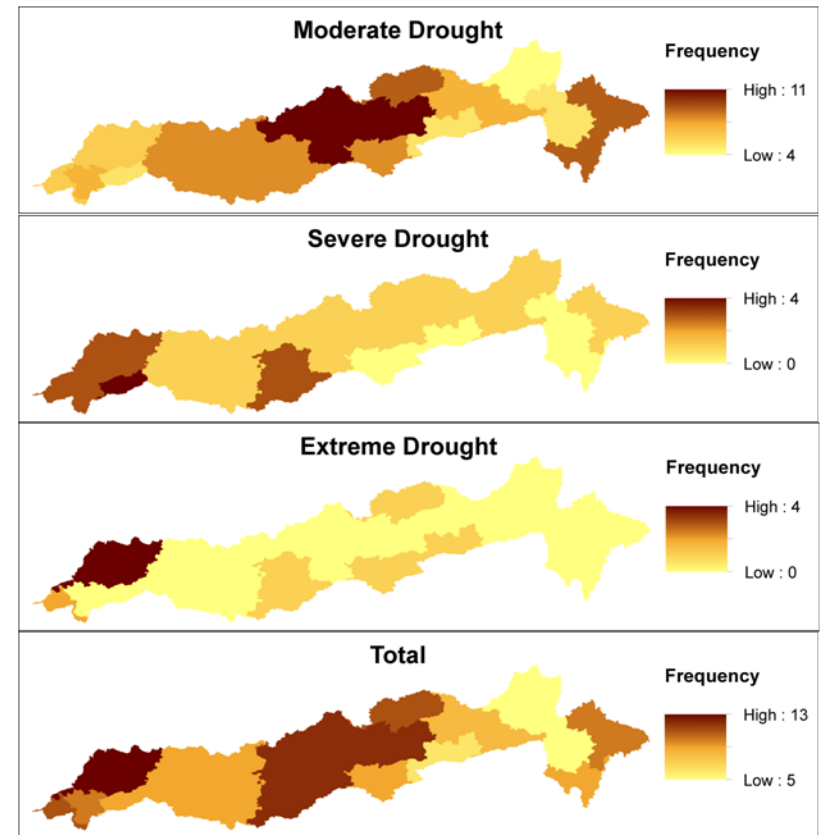 Moderate Drought
Frequency
High : 11
Low : 4
Severe Drought
Frequency
High : 4
Low : 0
Extreme Drought
Frequency
High : 4
Low : 0
Total
Frequency
High : 13
Low : 5